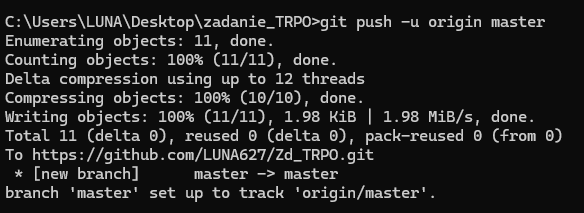 C:\Users\LUNA\Desktop\zadanie_TRPO>git push -u origin master
Enumerating objects: 11, done.
Counting objects: 100% (11/11), done.
Delta compression using up to 12 threads
Compressing objects: 100% (10/10), done.
Writing objects: 100% (11/11), 1.98 KiB | 1.98 MiB/s, done.
Total 11 (delta 0), reused 0 (delta 0), pack-reused 0 (from 0)
To https://github.com/LUNA627/Zd_TRPO.git
 * [new branch]      master -> master
branch 'master' set up to track 'origin/master'.